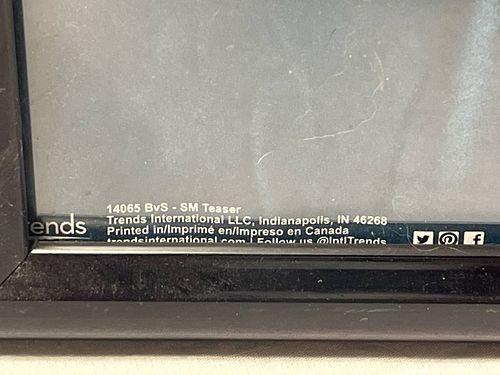 14065 BvS - SM Teaser
Trends International LLC, Indianapolis, IN 46268
ends
Printed in/Imprimé en/Impreso en Canada
trendsinternational.com | Follow us @IntlTrends